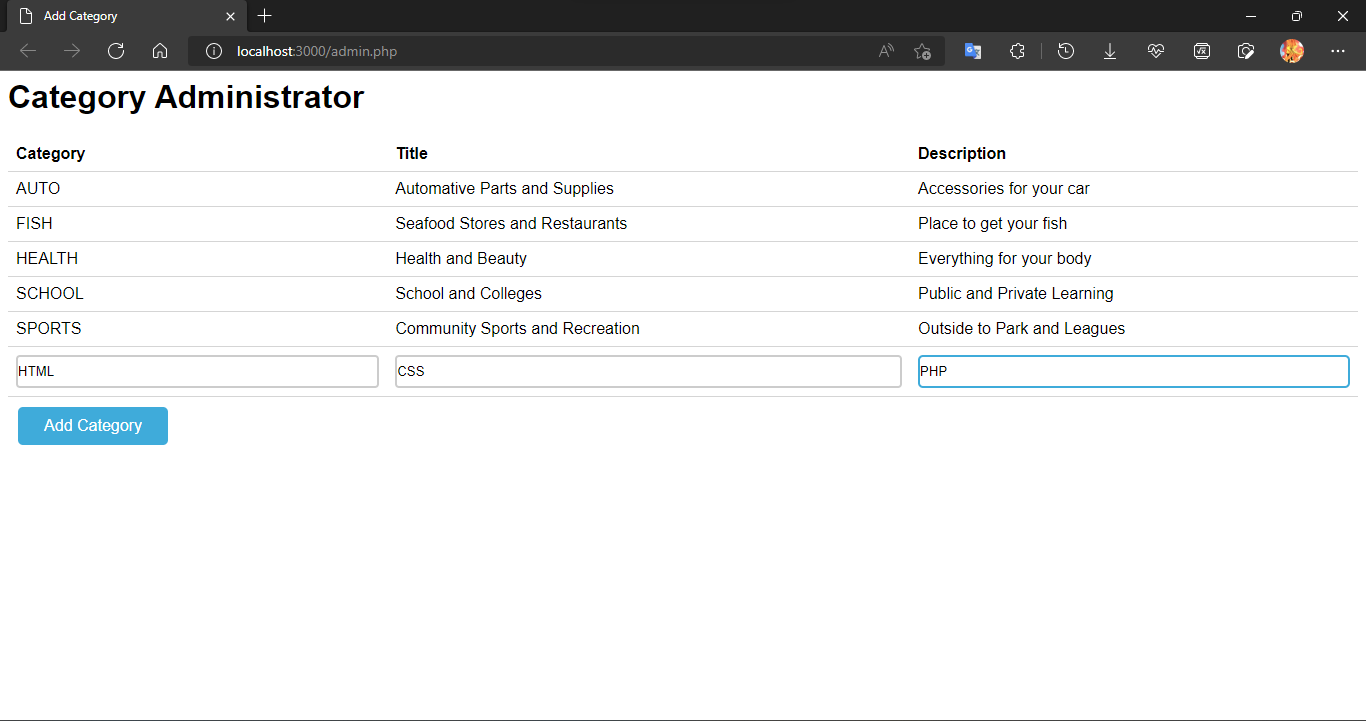 Add Category
localhost:3000/admin.php
Category Administrator
Category Title Description
AUTO Automative Parts and Supplies Accessories for your car
FISH Seafood Stores and Restaurants Place to get your fish
HEALTH Health and Beauty Everything for your body
SCHOOL School and Colleges Public and Private Learning
SPORTS Community Sports and Recreation Outside to Park and Leagues
HTML CSS PHP
Add Category